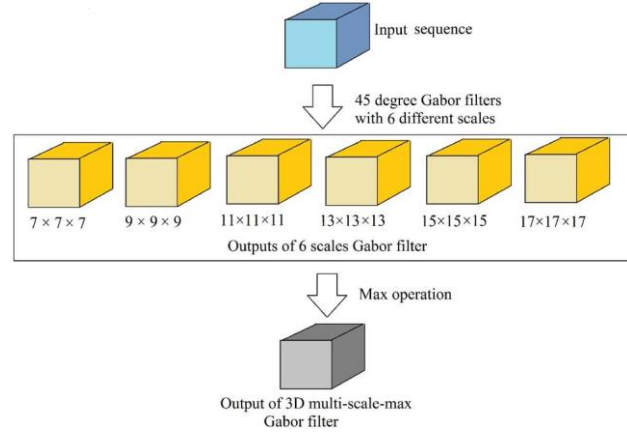 Input sequence
45 degree Gabor filters
with 6 different scales
7 × 7 × 7 9 × 9 × 9 11×11×11 13×13×13 15×15×15 17×17×17
Outputs of 6 scales Gabor filter
Max operation
Output of 3D multi-scale-max
Gabor filter